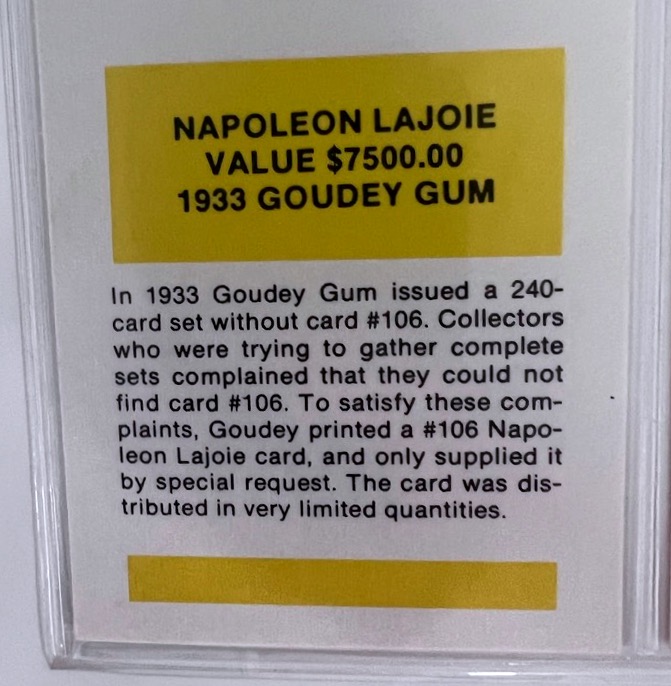 NAPOLEON LAJOIE
VALUE $7500.00
1933 GOUDEY GUM
In 1933 Goudey Gum issued a 240-
card set without card #106. Collectors
who were trying to gather complete
sets complained that they could not
find card #106. To satisfy these com-
plaints, Goudey printed a #106 Napo-
leon Lajoie card, and only supplied it
by special request. The card was dis-
tributed in very limited quantities.